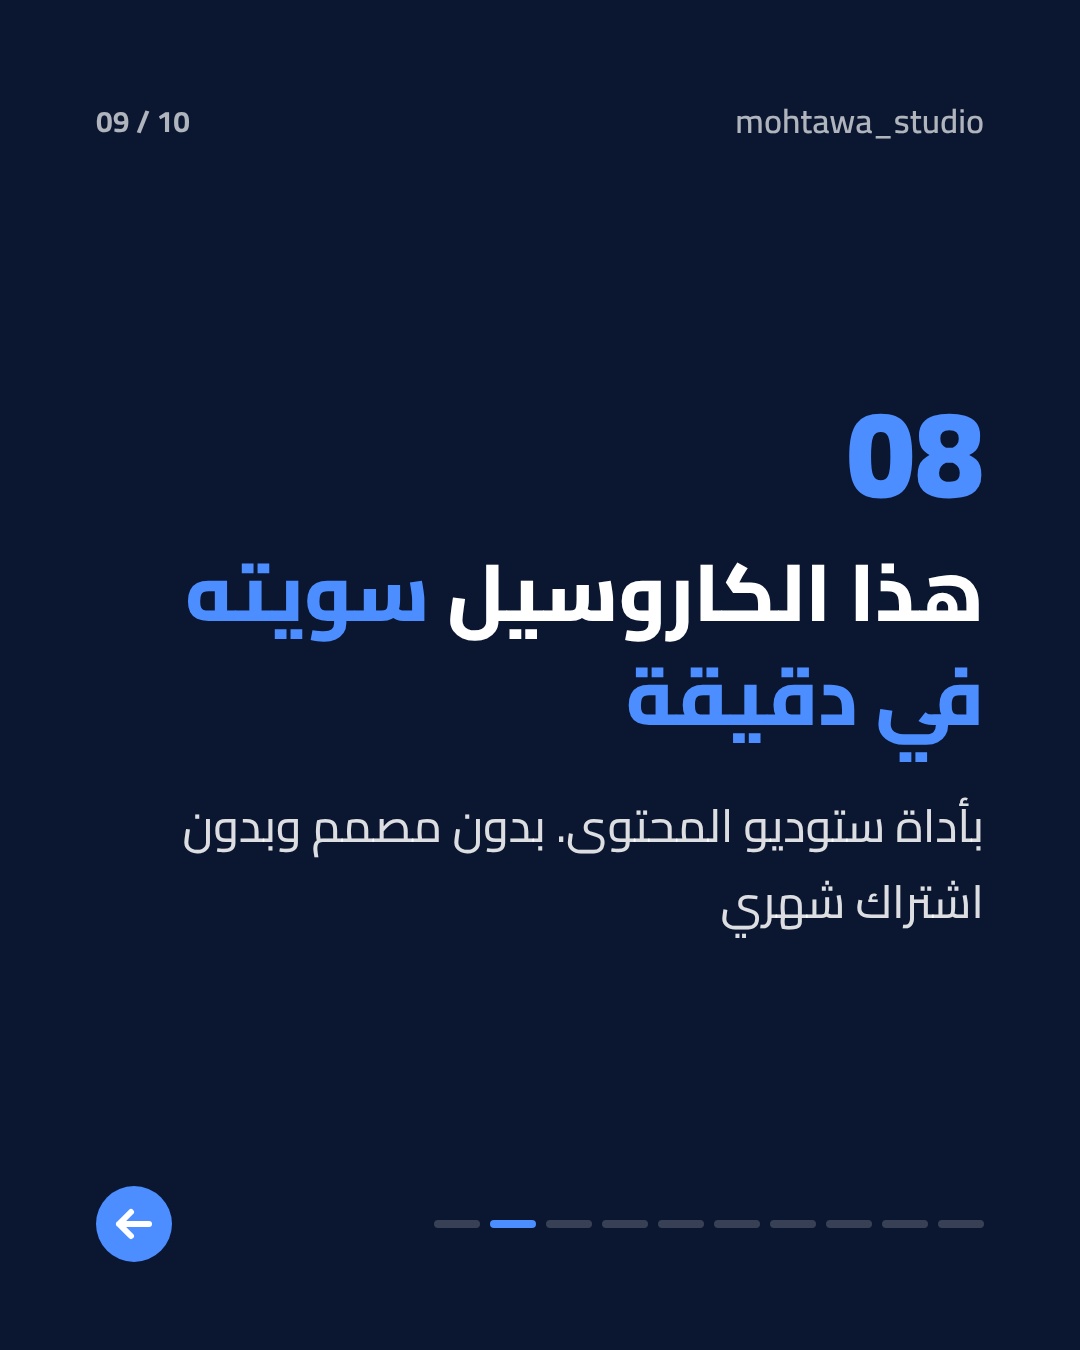 mohtawa_studio
09 / 10
08
هذا الكاروسيل سويته
في دقيقة
بأداة ستوديو المحتوى. بدون مصمم وبدون
اشتراك شهري